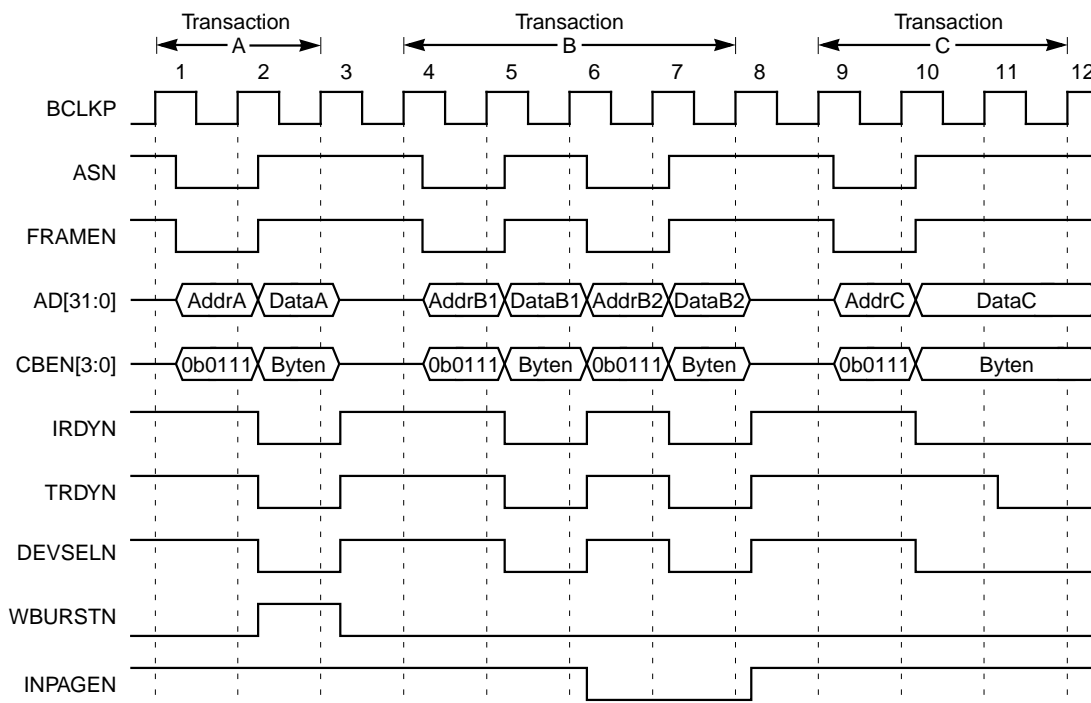 Transaction Transaction Transaction
A B C
1 2 3 4 5 6 7 8 9 10 11 12
BCLKP
ASN
FRAMEN
AD[31:0] AddrA DataA AddrB1 DataB1 AddrB2 DataB2 AddrC DataC
CBEN[3:0] 0b0111 Byten 0b0111 Byten 0b0111 Byten 0b0111 Byten
IRDYN
TRDYN
DEVSELN
WBURSTN
INPAGEN